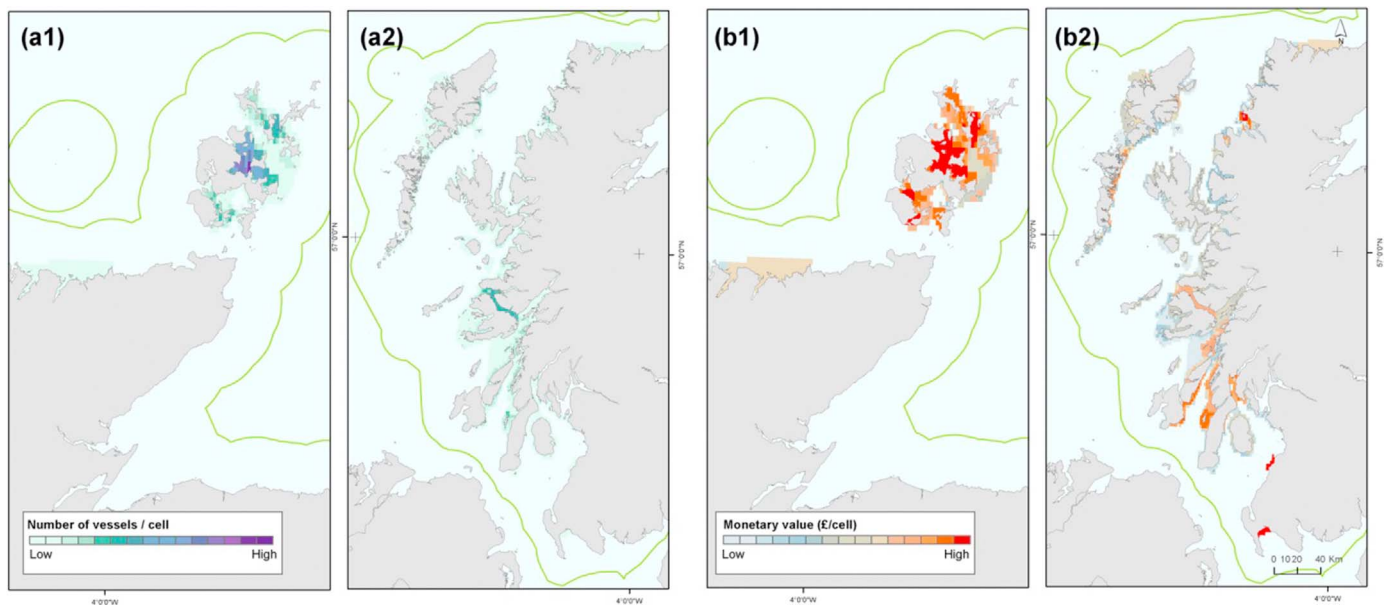 (a1)
(a2)
(b1)
(b2)
N
57°0'0"N
57°0'0"N
57°0'0"N
57°0'0"N
Number of vessels / cell
Low High
Monetary value (£/cell)
Low High
0 10 20 40 Km
4°0'0"W
4°0'0"W
4°0'0"W
4°0'0"W